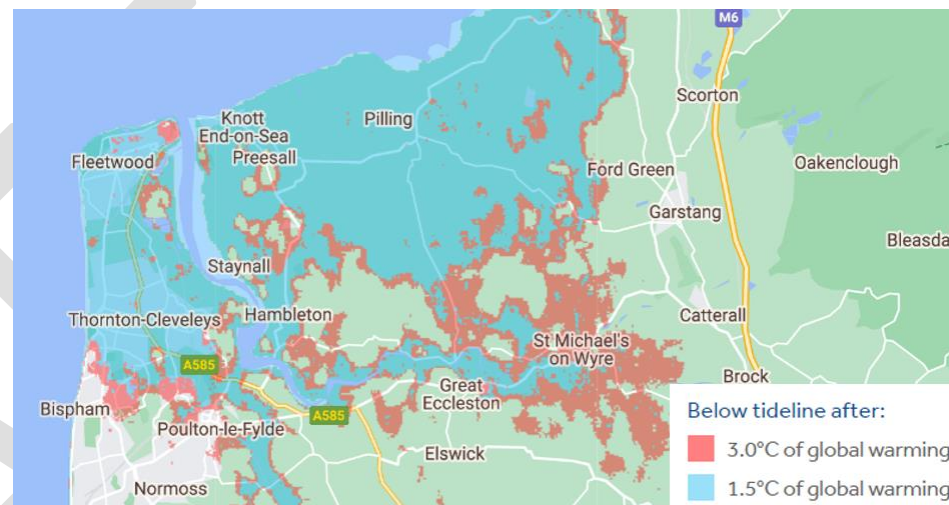 M6
Scorton
Knott
End-on-Sea
Pilling
Fleetwood
Preesall
Ford Green
Oakenclough
Garstang
Bleasda
Staynall
Thornton-Cleveleys
Hambleton
Catterall
St Michael's
on Wyre
A585
Brock
Great
Eccleston
Bispham
A585
Poulton-le-Fylde
Elswick
Normoss
Below tideline after:
3.0°C of global warming
1.5°C of global warming